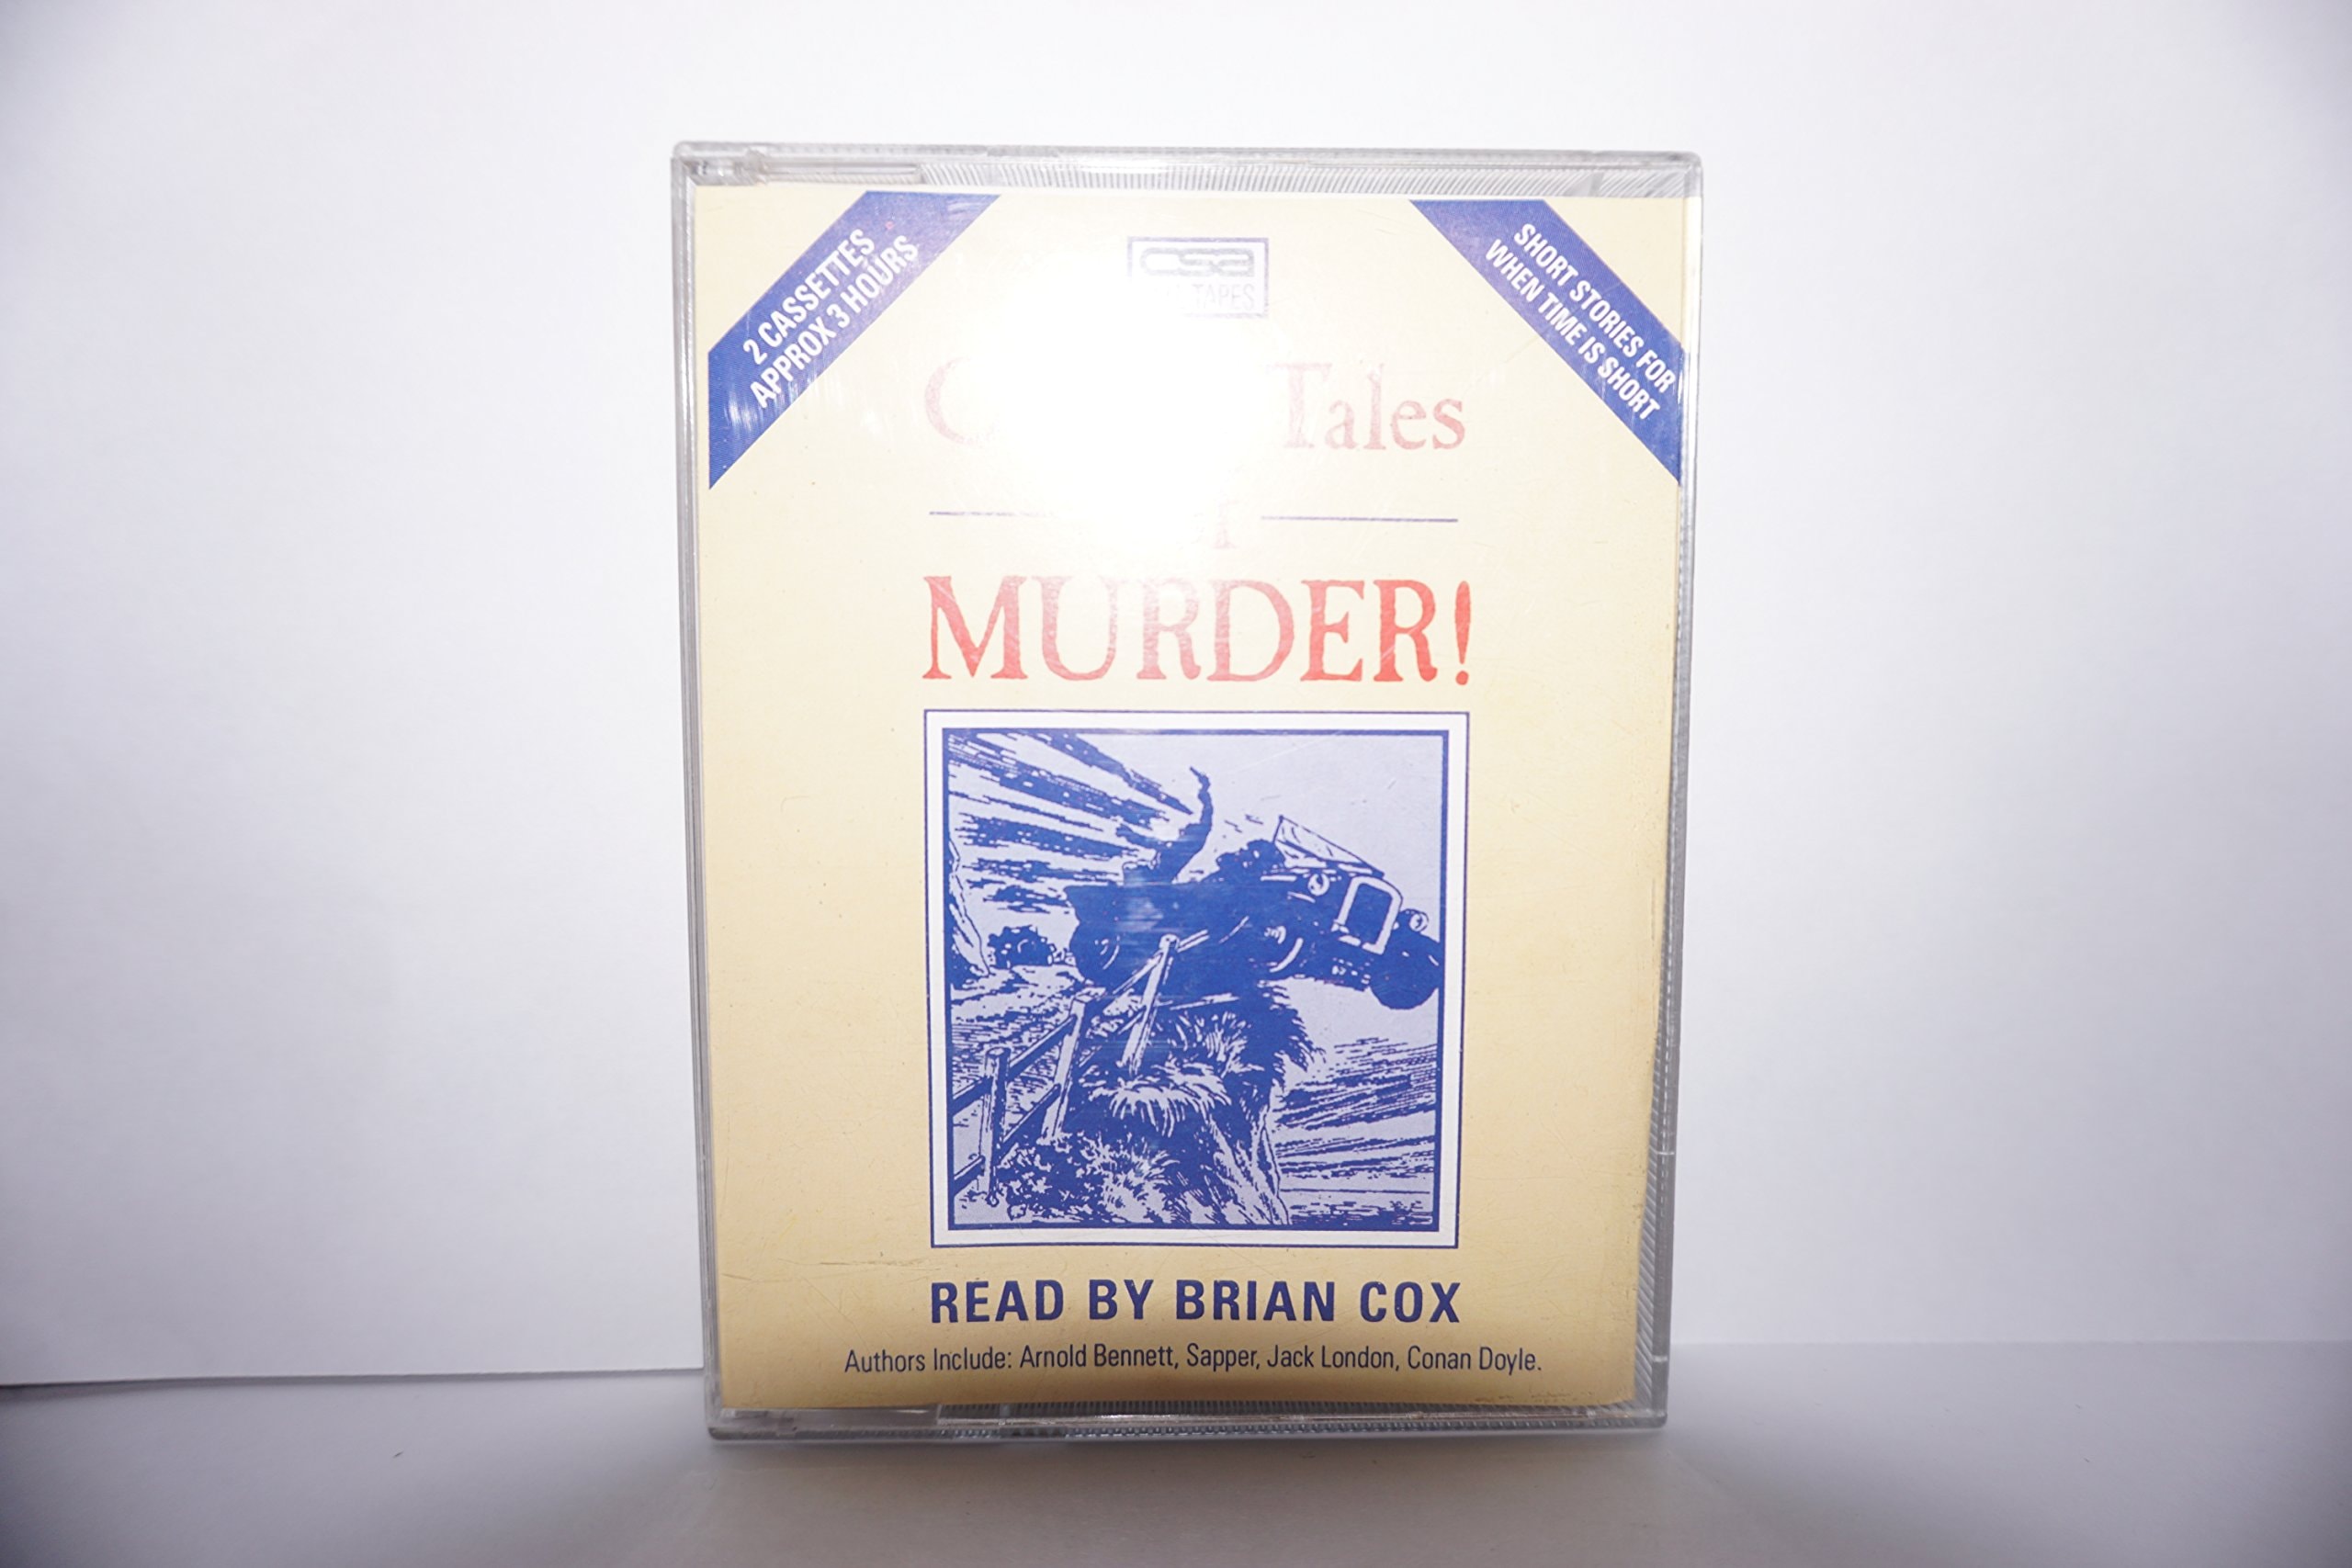 2 CASSETTES
APPROX 3 HOURS
SHORT STORIES FOR
WHEN TIME IS SHORT
csa
TAPES
Tales
MURDER!
READ BY BRIAN COX
Authors Include: Arnold Bennett, Sapper, Jack London, Conan Doyle.